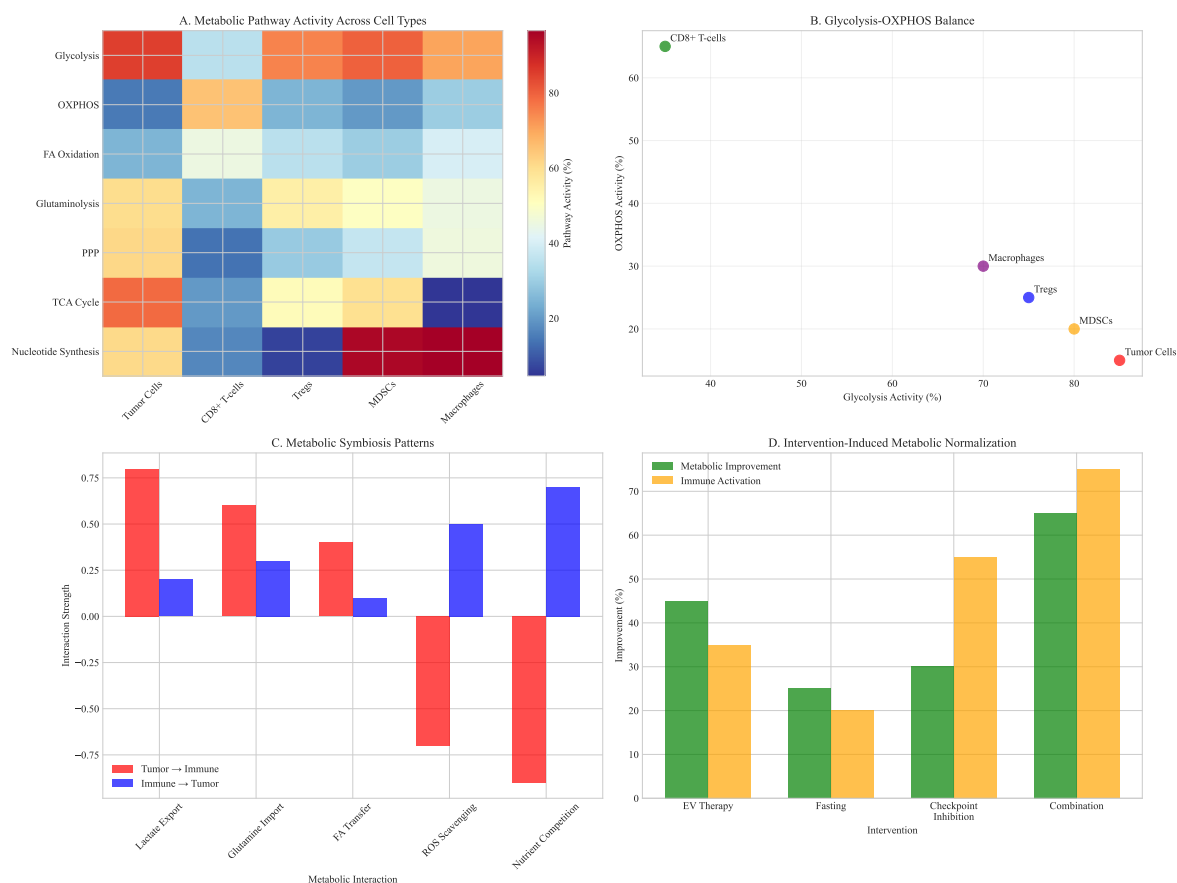 A. Metabolic Pathway Activity Across Cell Types
Glycolysis
OXPHOS
FA Oxidation
Glutaminolysis
PPP
TCA Cycle
Nucleotide Synthesis
Tumor Cells
CD8+ T-cells
Tregs
MDSCs
Macrophages
80
60
40
20
Pathway Activity (%)
B. Glycolysis-OXPHOS Balance
OXPHOS Activity (%)
60
50
40
30
20
CD8+ T-cells
Macrophages
Tregs
MDSCs
Tumor Cells
40
50
60
70
80
Glycolysis Activity (%)
C. Metabolic Symbiosis Patterns
Interaction Strength
0.75
0.50
0.25
0.00
−0.25
−0.50
−0.75
Tumor → Immune
Immune → Tumor
Lactate Export
Glutamine Import
FA Transfer
ROS Scavenging
Nutrient Competition
Metabolic Interaction
D. Intervention-Induced Metabolic Normalization
Metabolic Improvement
Immune Activation
Improvement (%)
70
60
50
40
30
20
10
0
EV Therapy
Fasting
Checkpoint
Inhibition
Combination
Intervention